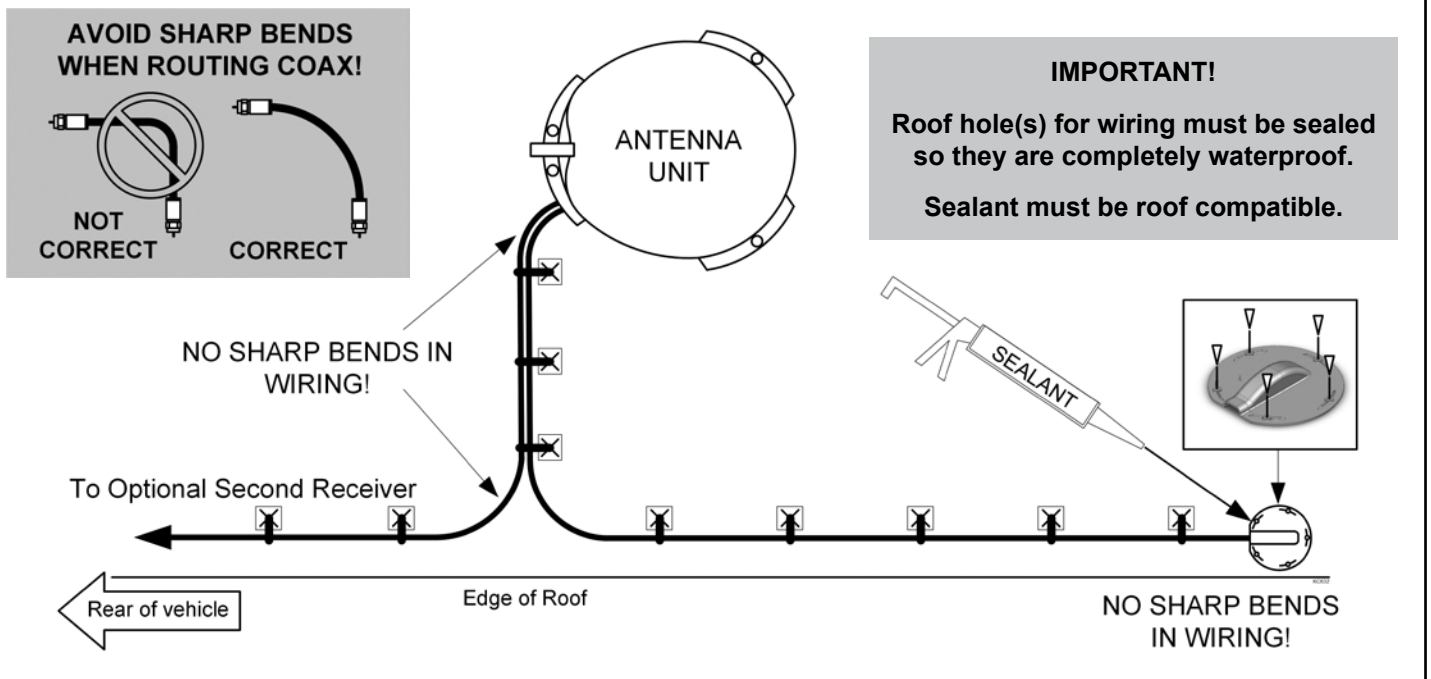 AVOID SHARP BENDS
WHEN ROUTING COAX!
NOT
CORRECT
CORRECT
ANTENNA
UNIT
IMPORTANT!
Roof hole(s) for wiring must be sealed
so they are completely waterproof.
Sealant must be roof compatible.
NO SHARP BENDS IN
WIRING!
SEALANT
To Optional Second Receiver
Rear of vehicle
Edge of Roof
NO SHARP BENDS
IN WIRING!